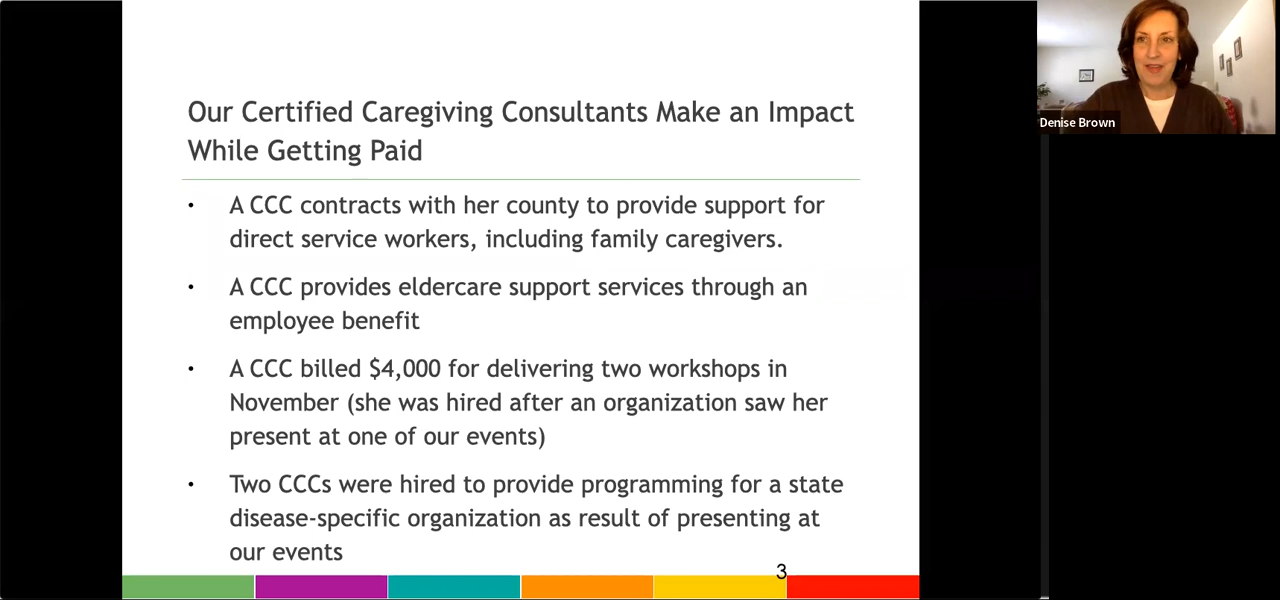 Our Certified Caregiving Consultants Make an Impact
While Getting Paid
• A CCC contracts with her county to provide support for
direct service workers, including family caregivers.
• A CCC provides eldercare support services through an
employee benefit
• A CCC billed $4,000 for delivering two workshops in
November (she was hired after an organization saw her
present at one of our events)
• Two CCCs were hired to provide programming for a state
disease-specific organization as result of presenting at
our events
3
Denise Brown